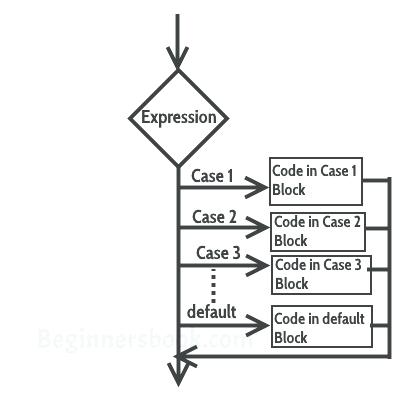 Expression
Case 1
Code in Case 1
Block
Case 2
Code in Case 2
Block
Case 3
Code in Case 3
Block
default
Code in default
Block
Beginnersbook.com